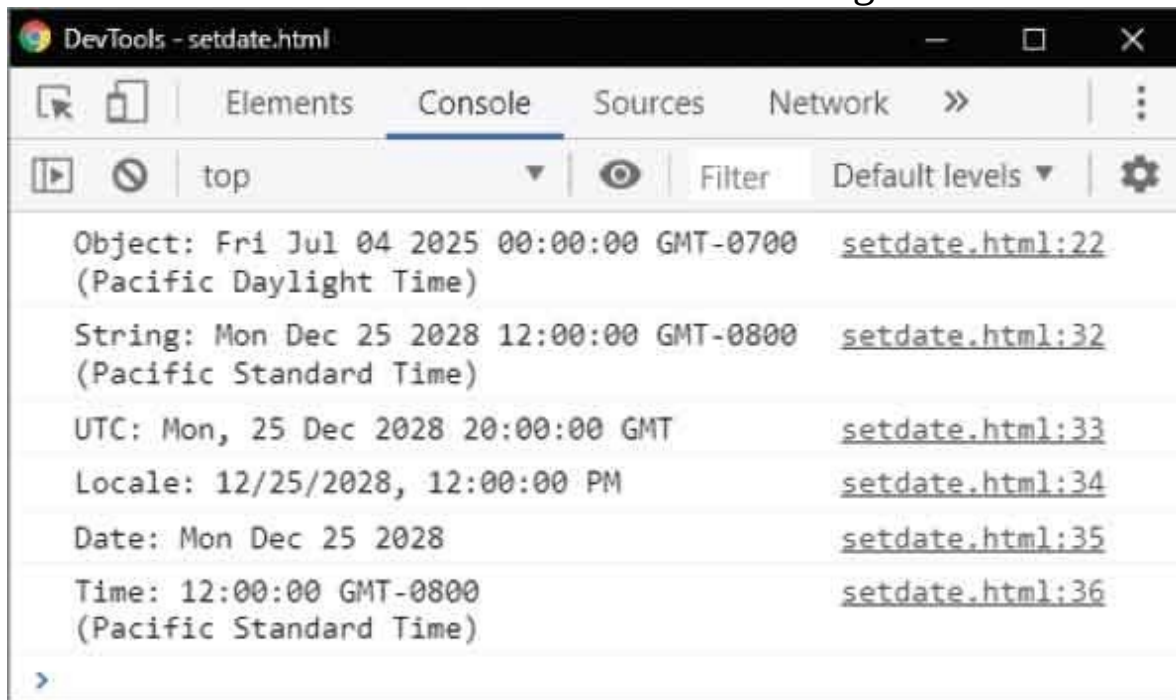 DevTools - setdate.html
Elements Console Sources Network »
top Filter Default levels
Object: Fri Jul 04 2025 00:00:00 GMT-0700 setdate.html:22
(Pacific Daylight Time)
String: Mon Dec 25 2028 12:00:00 GMT-0800 setdate.html:32
(Pacific Standard Time)
UTC: Mon, 25 Dec 2028 20:00:00 GMT setdate.html:33
Locale: 12/25/2028, 12:00:00 PM setdate.html:34
Date: Mon Dec 25 2028 setdate.html:35
Time: 12:00:00 GMT-0800 setdate.html:36
(Pacific Standard Time)
>